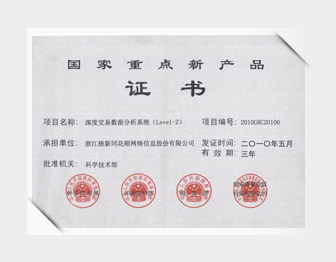 国家重点新产品
证书
项目名称： 深度交易数据分析系统（Level-2） 项目编号： 2010GRC20106
承担单位： 浙江核新同花顺网络信息股份有限公司 发证时间： 二〇一〇年五月
有 效 期： 三年
批准机关： 科学技术部